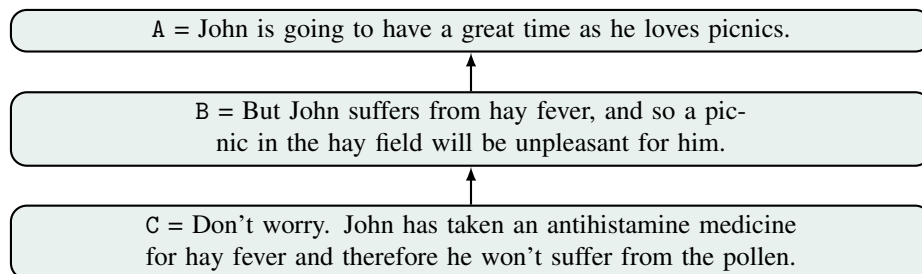 A = John is going to have a great time as he loves picnics.
B = But John suffers from hay fever, and so a pic-
nic in the hay field will be unpleasant for him.
C = Don't worry. John has taken an antihistamine medicine
for hay fever and therefore he won't suffer from the pollen.